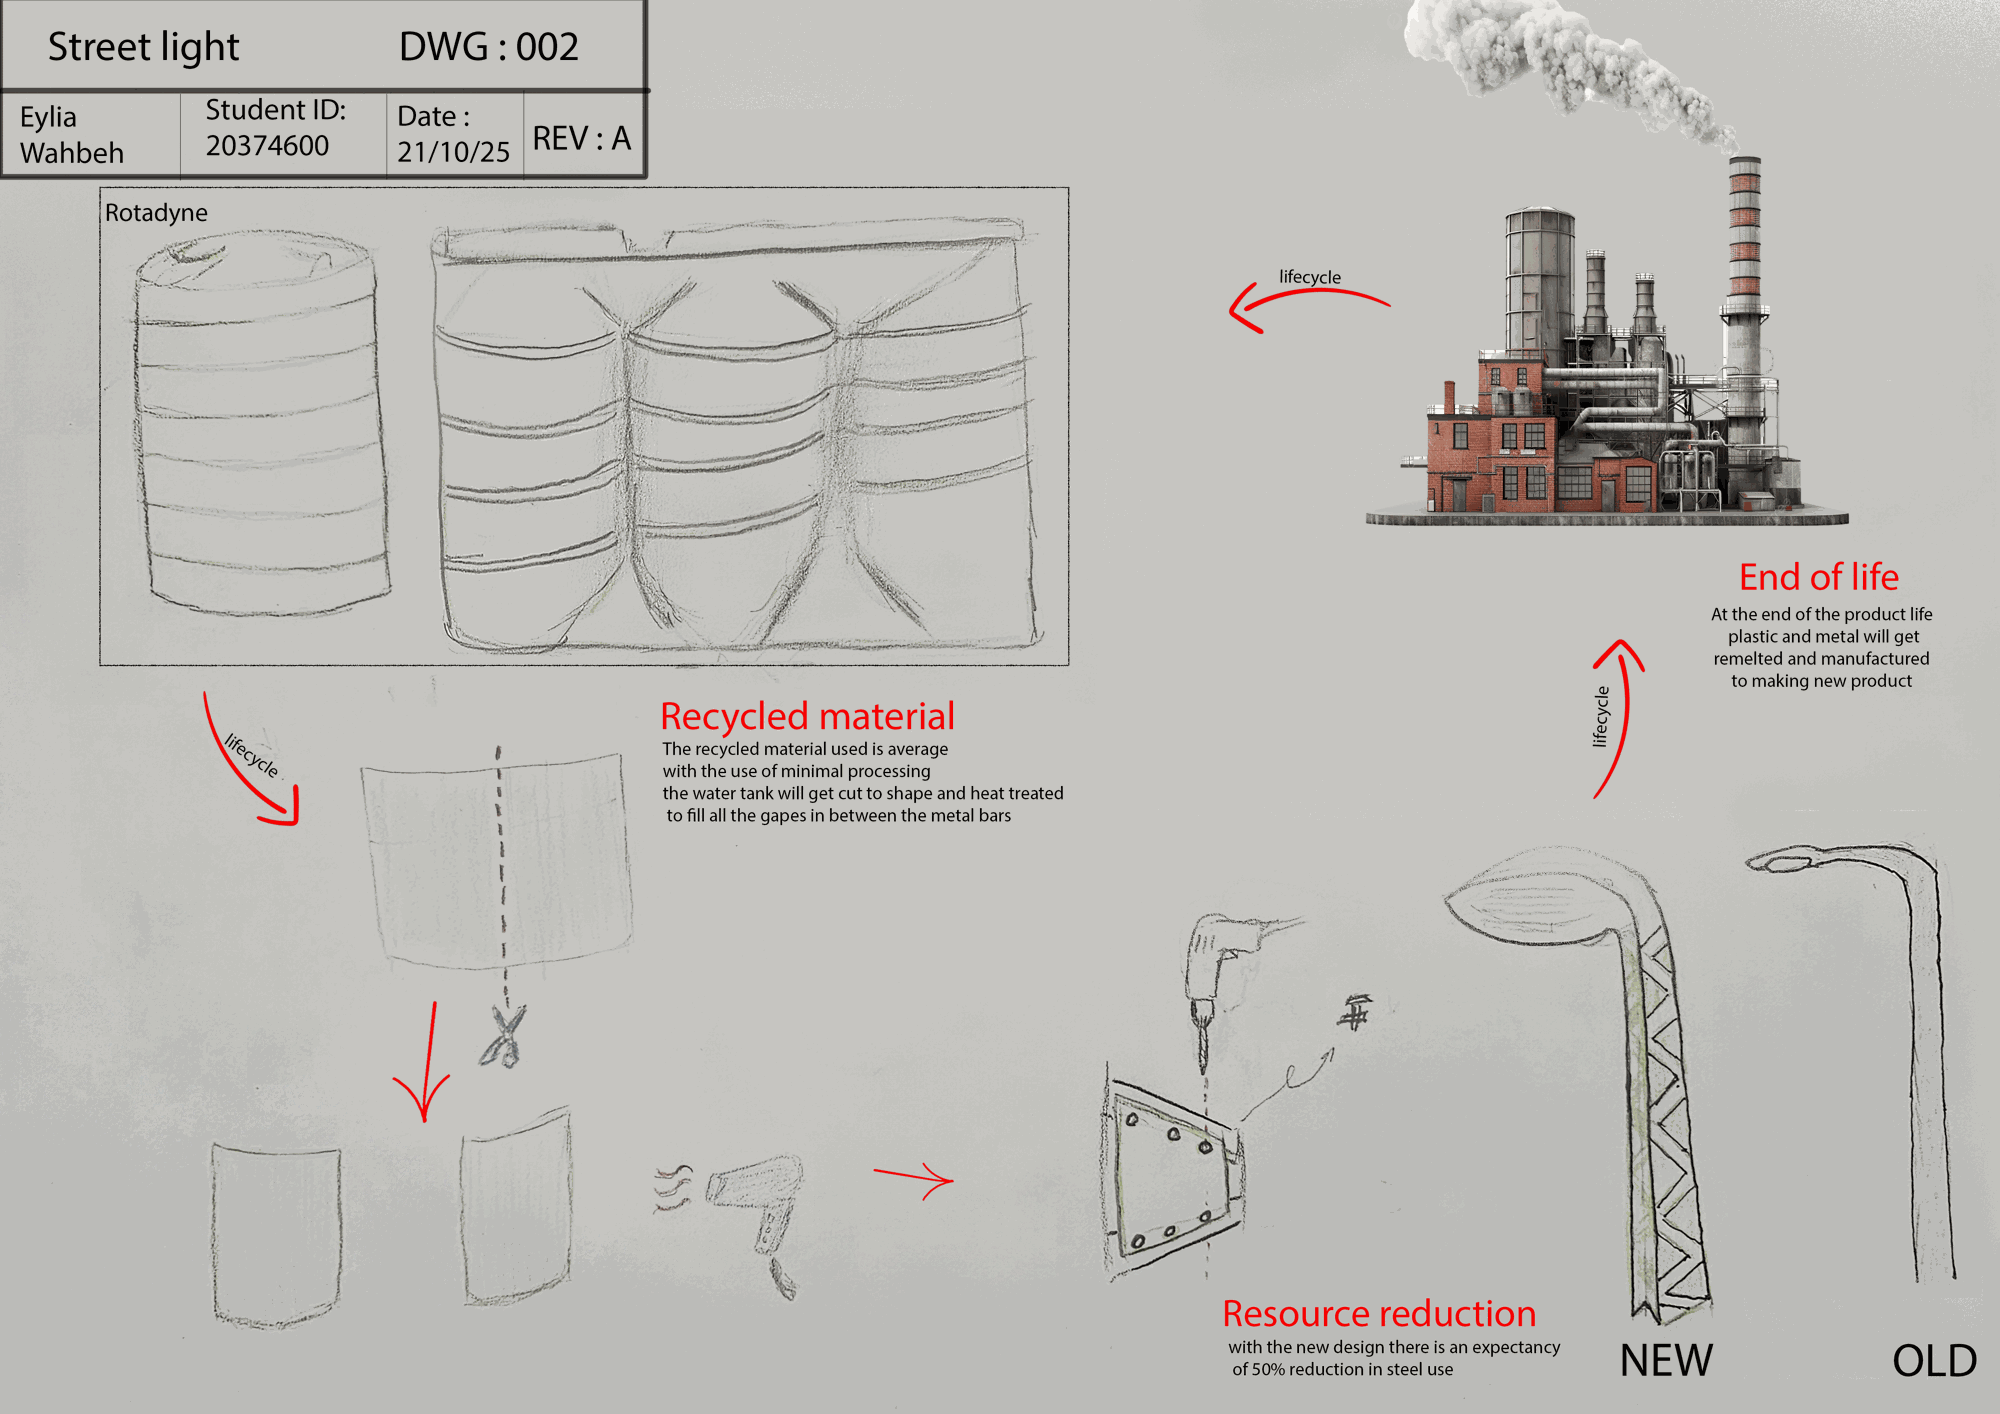 Street light
DWG : 002
Eylia
Wahbeh
Student ID:
20374600
Date :
21/10/25
REV : A
Rotadyne
lifecycle
End of life
At the end of the product life
plastic and metal will get
remelted and manufactured
to making new product
lifecycle
Recycled material
The recycled material used is average
with the use of minimal processing
the water tank will get cut to shape and heat treated
to fill all the gapes in between the metal bars
lifecycle
Resource reduction
with the new design there is an expectancy
of 50% reduction in steel use
NEW
OLD
1